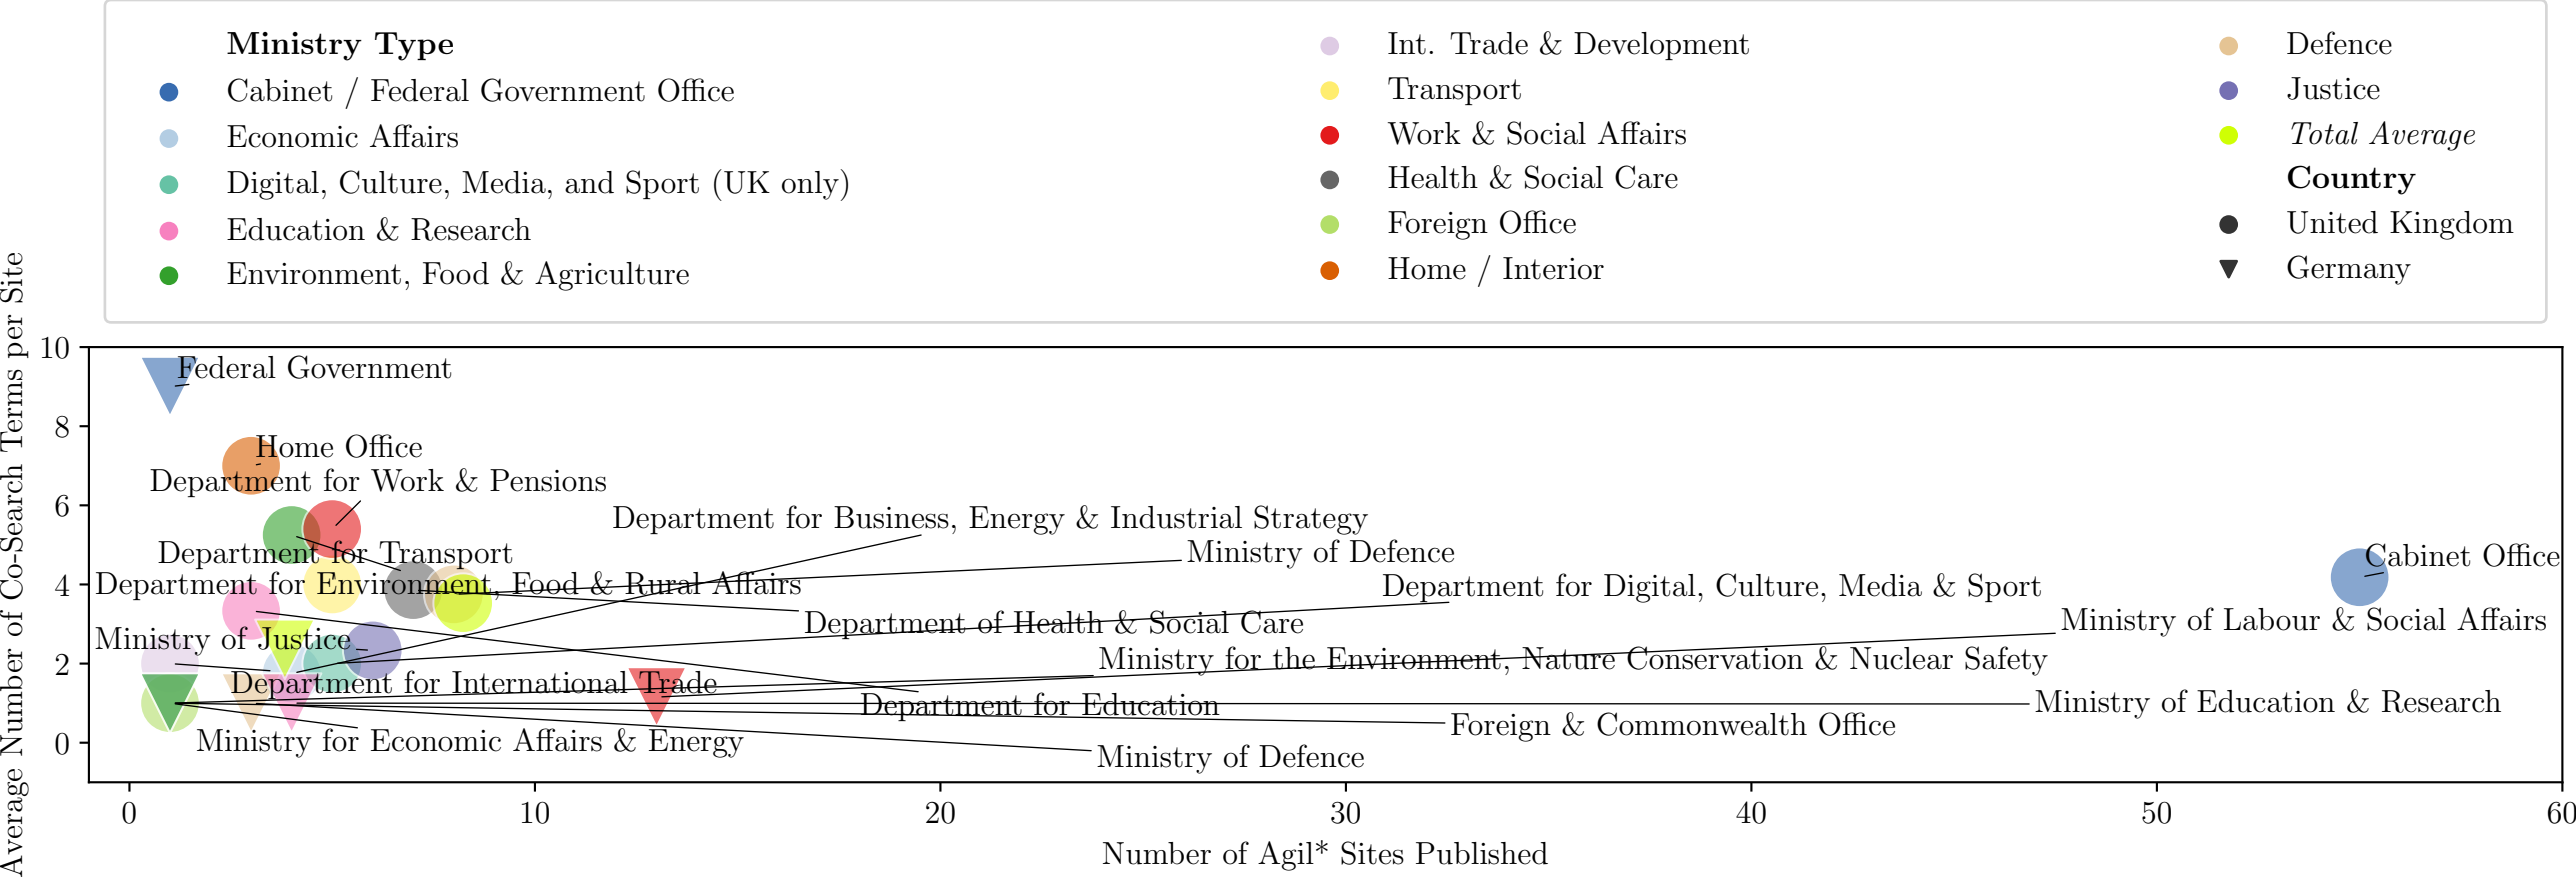 Ministry Type
Cabinet / Federal Government Office
Economic Affairs
Digital, Culture, Media, and Sport (UK only)
Education & Research
Environment, Food & Agriculture
Int. Trade & Development
Transport
Work & Social Affairs
Health & Social Care
Foreign Office
Home / Interior
Defence
Justice
Total Average
Country
United Kingdom
Germany
Average Number of Co-Search Terms per Site
10
8
6
4
2
0
Federal Government
Home Office
Department for Work & Pensions
Department for Business, Energy & Industrial Strategy
Department for Transport
Ministry of Defence
Cabinet Office
Department for Environment, Food & Rural Affairs
Department for Digital, Culture, Media & Sport
Department of Health & Social Care
Ministry of Labour & Social Affairs
Ministry of Justice
Ministry for the Environment, Nature Conservation & Nuclear Safety
Department for International Trade
Department for Education
Ministry of Education & Research
Foreign & Commonwealth Office
Ministry for Economic Affairs & Energy
Ministry of Defence
0
10
20
30
40
50
60
Number of Agil* Sites Published